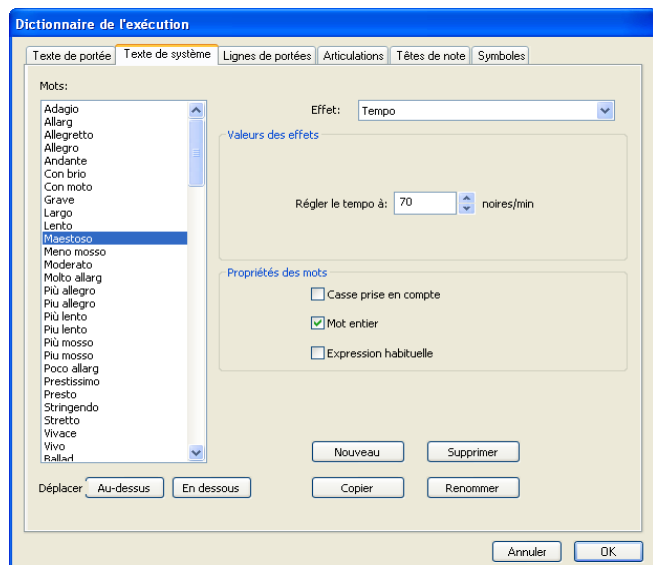 Dictionnaire de l'exécution
Texte de portée Texte de système Lignes de portées Articulations Têtes de note Symboles
Mots:
Adagio
Allarg
Allegretto
Allegro
Andante
Con brio
Con moto
Grave
Largo
Lento
Maestoso
Meno mosso
Moderato
Molto allarg
Più allegro
Piu allegro
Più lento
Piu lento
Più mosso
Piu mosso
Poco allarg
Prestissimo
Presto
Stringendo
Stretto
Vivace
Vivo
Ballad
Effet: Tempo
Valeurs des effets
Régler le tempo à: 70 noires/min
Propriétés des mots
Casse prise en compte
Mot entier
Expression habituelle
Nouveau Supprimer
Déplacer Au-dessus En dessous Copier Renommer
Annuler OK